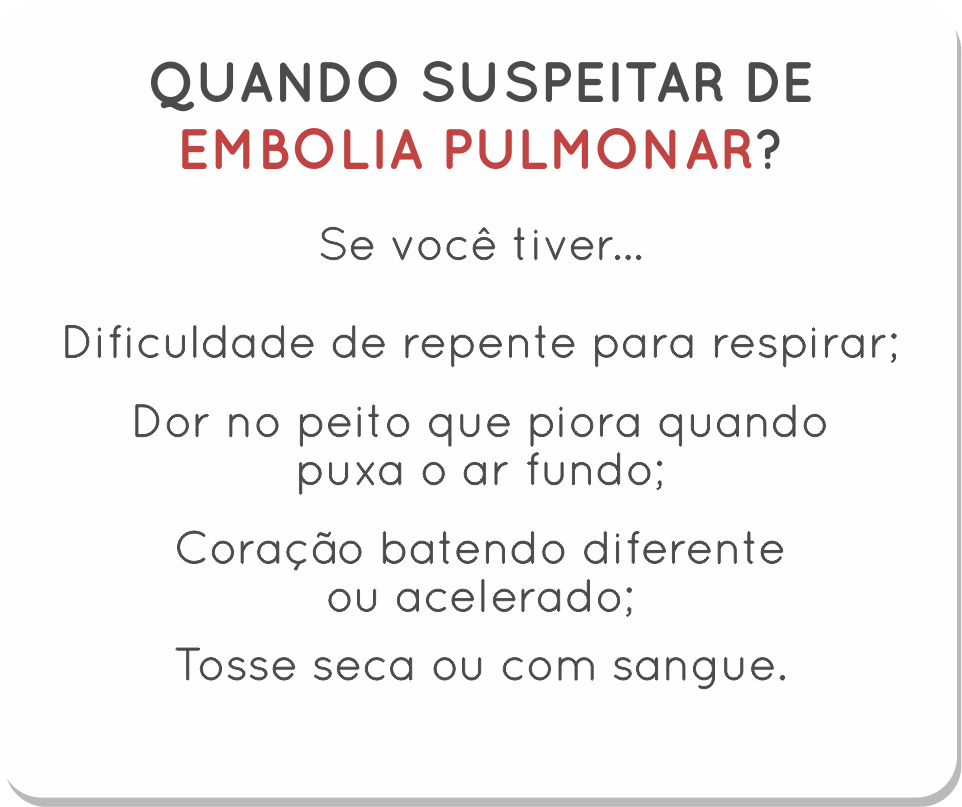 QUANDO SUSPEITAR DE
EMBOLIA PULMONAR?
Se você tiver...
Dificuldade de repente para respirar;
Dor no peito que piora quando
puxa o ar fundo;
Coração batendo diferente
ou acelerado;
Tosse seca ou com sangue.